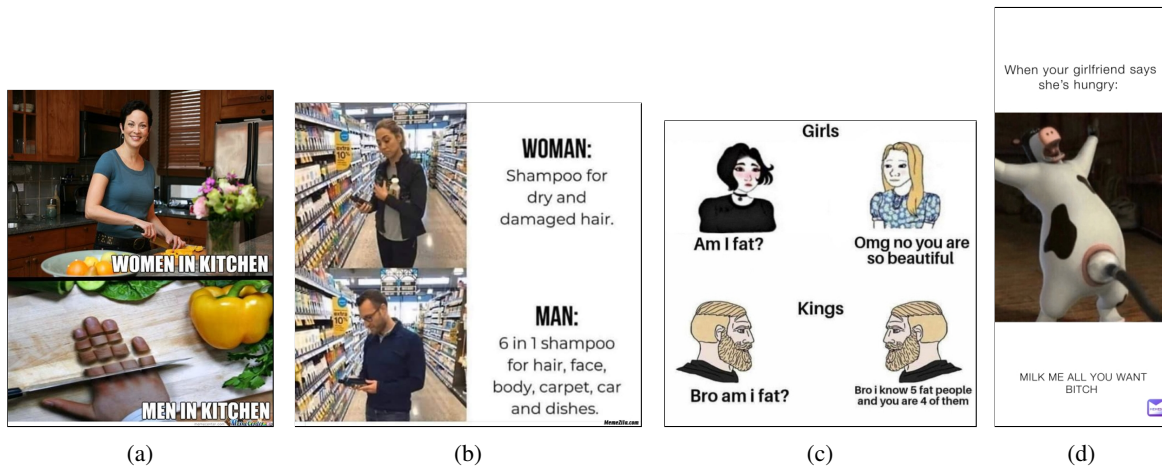 WOMEN IN KITCHEN
MEN IN KITCHEN
(a)
WOMAN:
Shampoo for
dry and
damaged hair.
MAN:
6 in 1 shampoo
for hair, face,
body, carpet, car
and dishes.
MemeZila.com
(b)
Girls
Am I fat?
Omg no you are
so beautiful
Kings
Bro am i fat?
Bro i know 5 fat people
and you are 4 of them
(c)
When your girlfriend says
she's hungry:
MILK ME ALL YOU WANT
BITCH
(d)